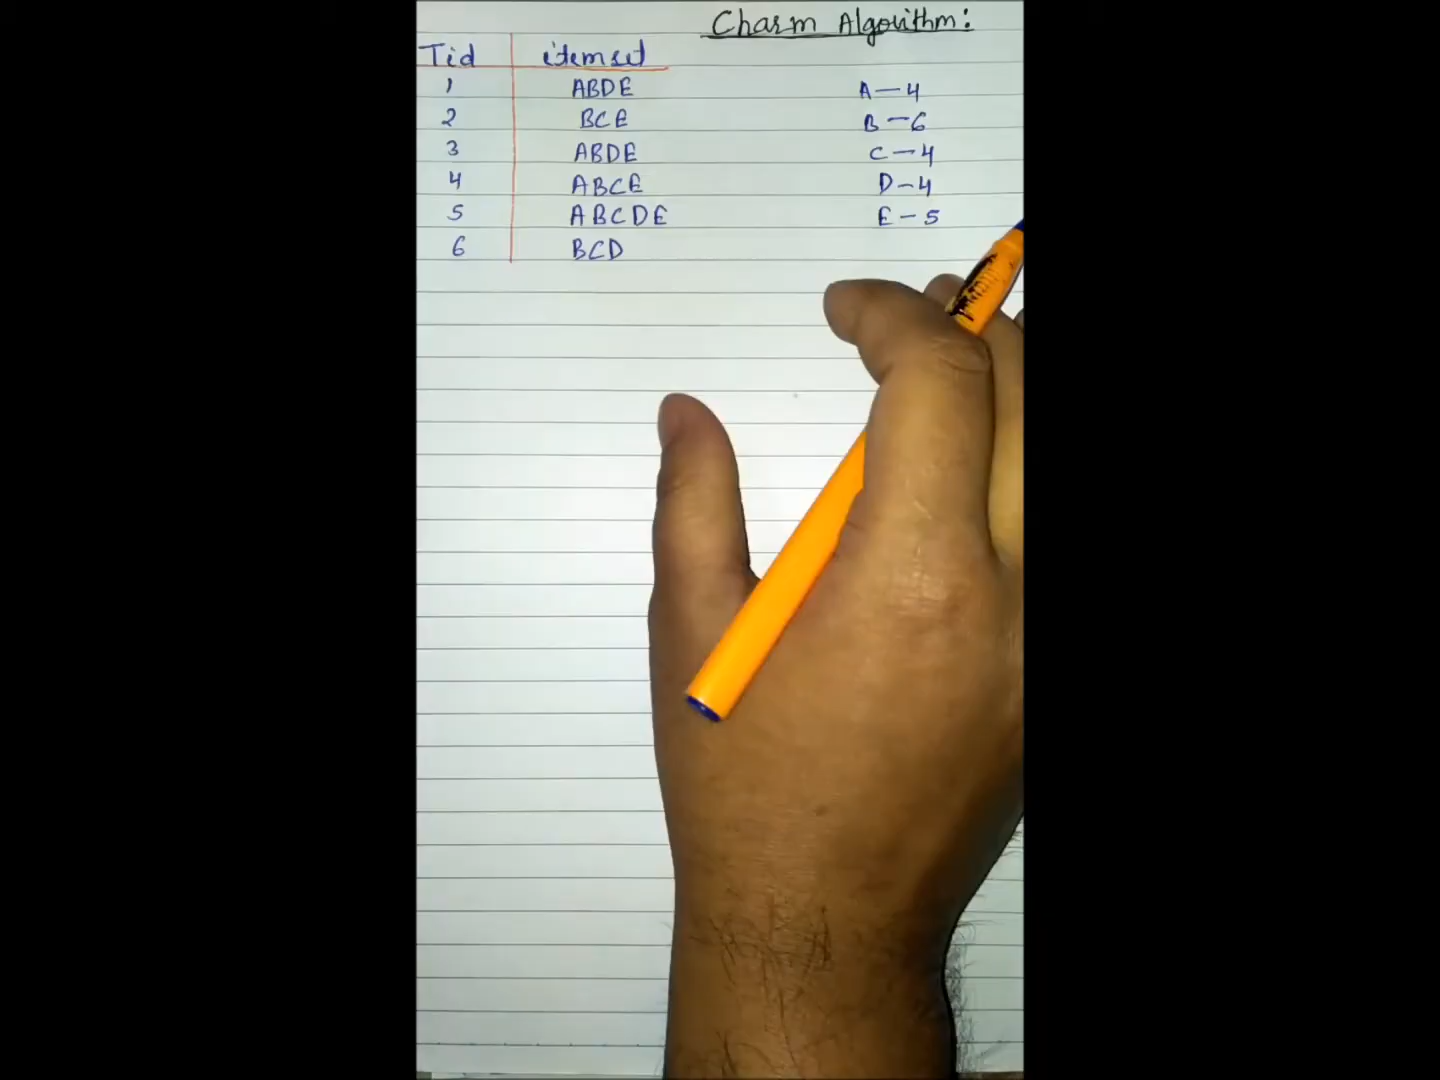 Charm Algorithm:
Tid itemset
1 ABDE A-4
2 BCE B-6
3 ABDE C-4
4 ABCE D-4
5 ABCDE E-5
6 BCD